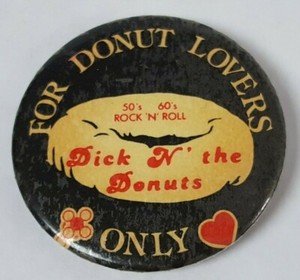 FOR DONUT LOVERS
50's 60's
ROCK 'N' ROLL
Dick N' the
Donuts
ONLY